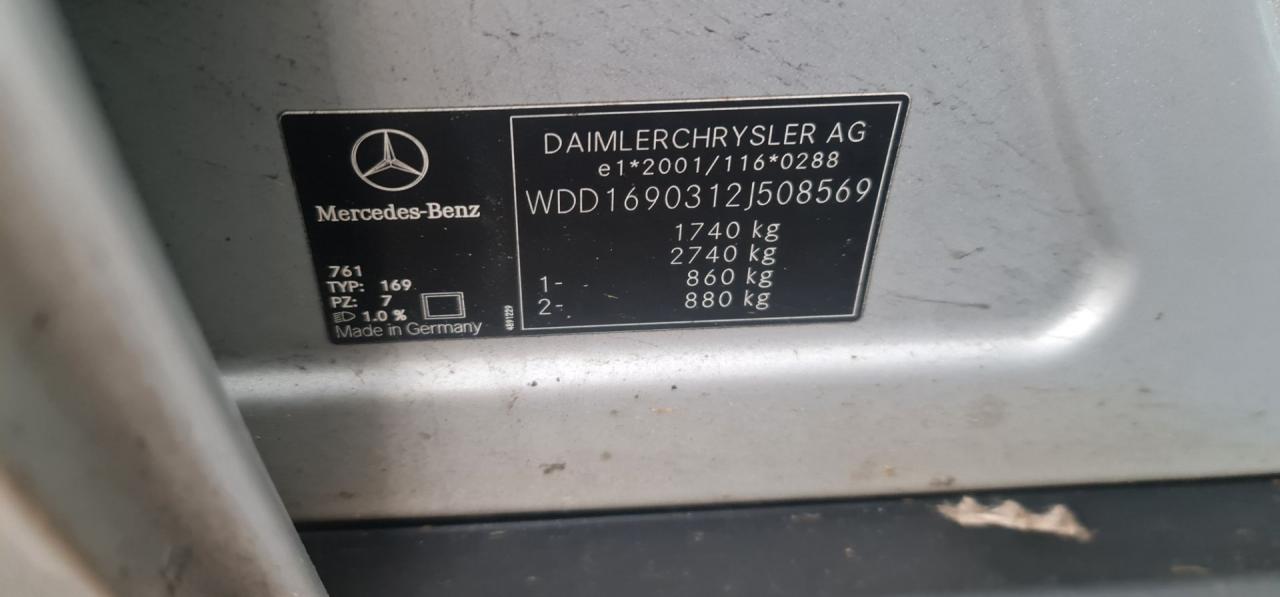 Mercedes-Benz
761
TYP: 169
PZ: 7
1.0 %
Made in Germany
4891229
DAIMLERCHRYSLER AG
e1*2001/116*0288
WDD1690312J508569
1740 kg
2740 kg
1- 860 kg
2- 880 kg